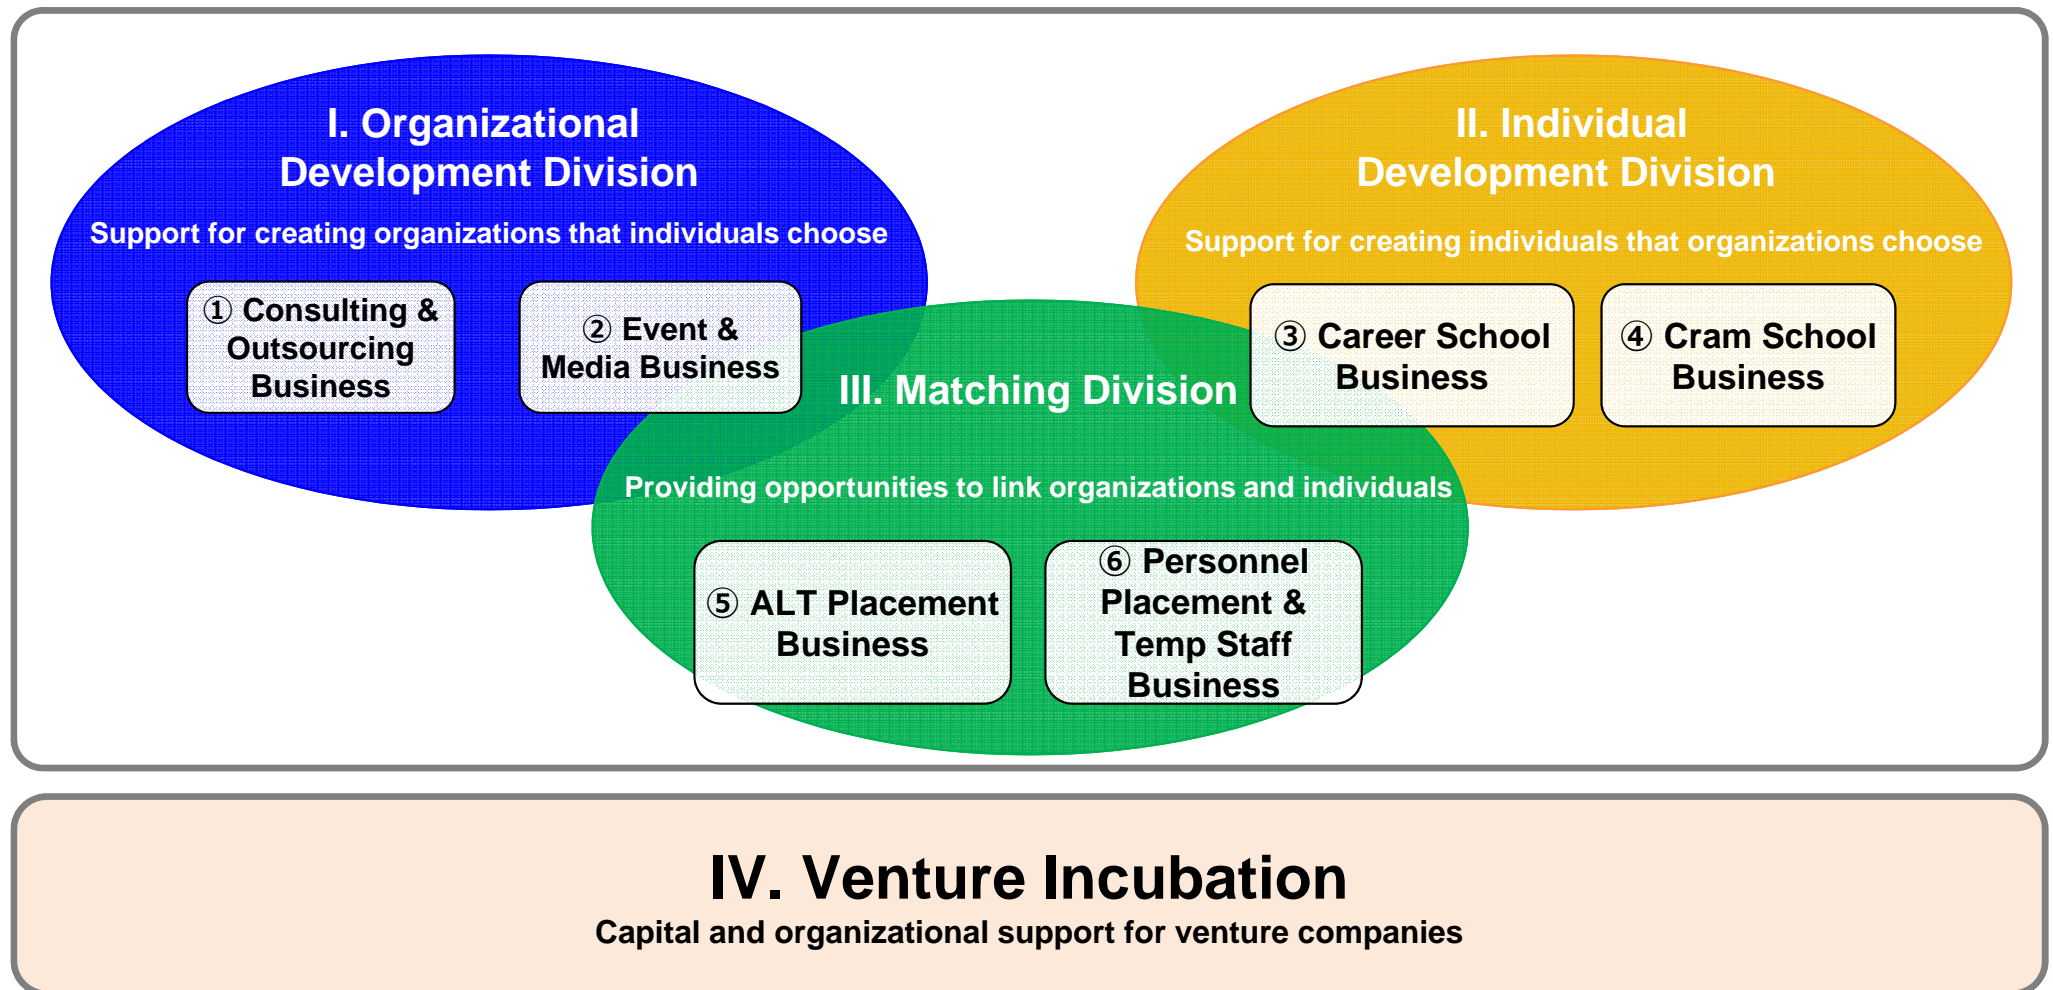 I. Organizational
Development Division
Support for creating organizations that individuals choose
① Consulting &
Outsourcing
Business
② Event &
Media Business
II. Individual
Development Division
Support for creating individuals that organizations choose
③ Career School
Business
④ Cram School
Business
III. Matching Division
Providing opportunities to link organizations and individuals
⑤ ALT Placement
Business
⑥ Personnel
Placement &
Temp Staff
Business
IV. Venture Incubation
Capital and organizational support for venture companies